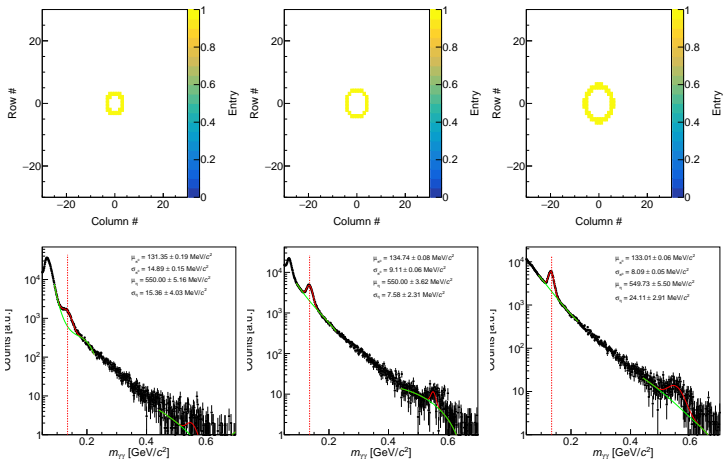 Row #
20
0
−20
−20
0
20
Column #
1
0.8
0.6
0.4
0.2
0
Entry
Row #
20
0
−20
−20
0
20
Column #
1
0.8
0.6
0.4
0.2
0
Entry
Row #
20
0
−20
−20
0
20
Column #
1
0.8
0.6
0.4
0.2
0
Entry
Counts [a.u.]
10⁴
10³
10²
10
1
μπ⁰ = 131.35 ± 0.19 MeV/c²
σπ⁰ = 14.89 ± 0.15 MeV/c²
μη = 550.00 ± 5.16 MeV/c²
ση = 15.36 ± 4.03 MeV/c²
0.2
0.4
0.6
mγγ [GeV/c²]
Counts [a.u.]
10⁴
10³
10²
10
1
μπ⁰ = 134.74 ± 0.08 MeV/c²
σπ⁰ = 9.11 ± 0.06 MeV/c²
μη = 550.00 ± 3.62 MeV/c²
ση = 7.58 ± 2.31 MeV/c²
0.2
0.4
0.6
mγγ [GeV/c²]
Counts [a.u.]
10⁴
10³
10²
10
1
μπ⁰ = 133.01 ± 0.06 MeV/c²
σπ⁰ = 8.09 ± 0.05 MeV/c²
μη = 549.73 ± 5.50 MeV/c²
ση = 24.11 ± 2.91 MeV/c²
0.2
0.4
0.6
mγγ [GeV/c²]